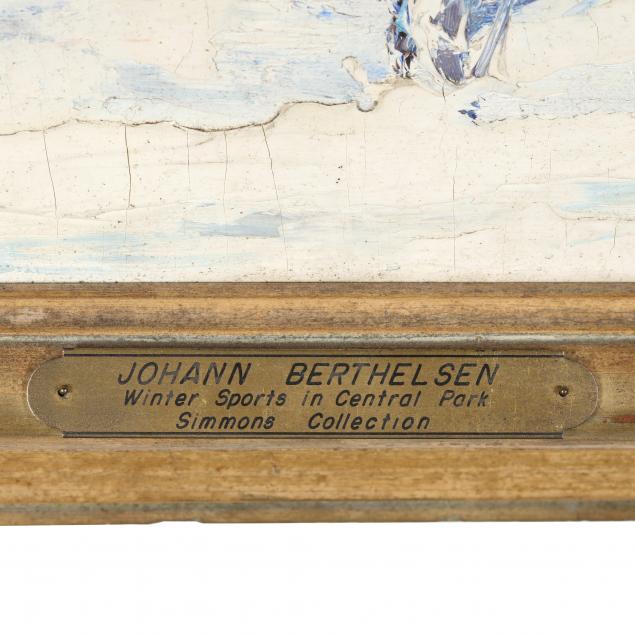 JOHANN BERTHELSEN
Winter Sports in Central Park
Simmons Collection